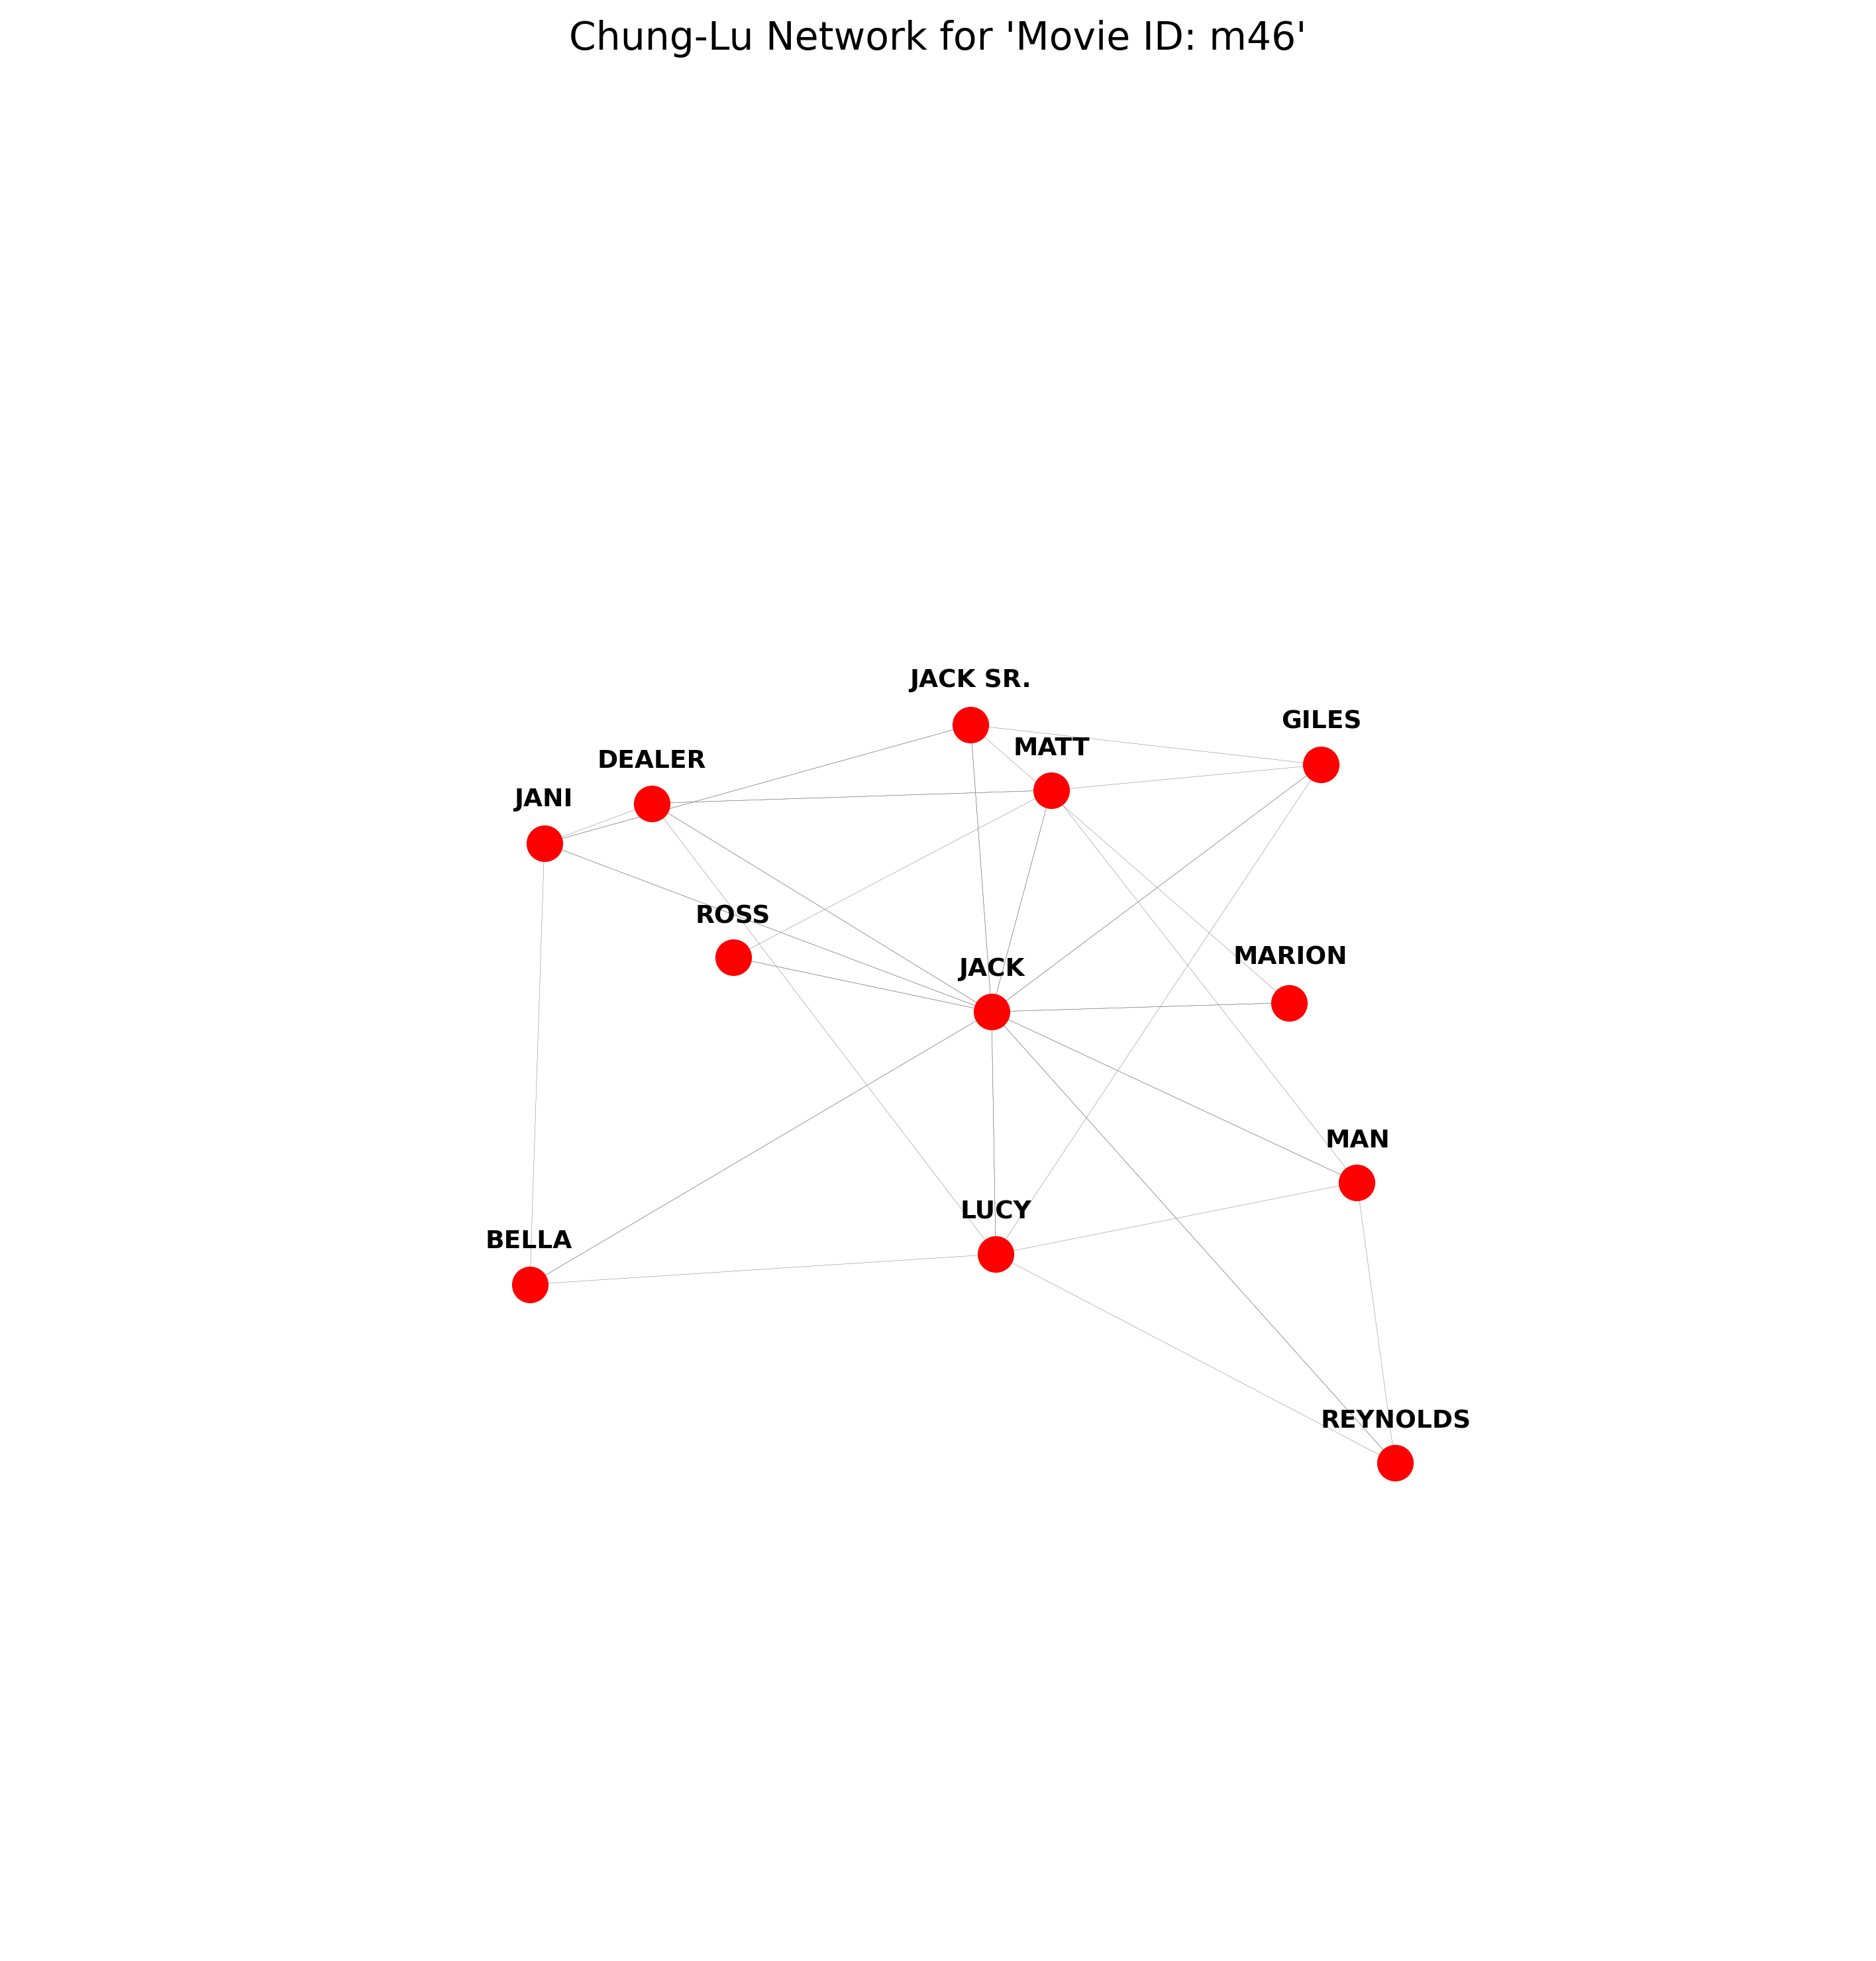 Chung-Lu Network for 'Movie ID: m46'
JACK SR.
GILES
MATT
DEALER
JANI
ROSS
MARION
JACK
MAN
LUCY
BELLA
REYNOLDS